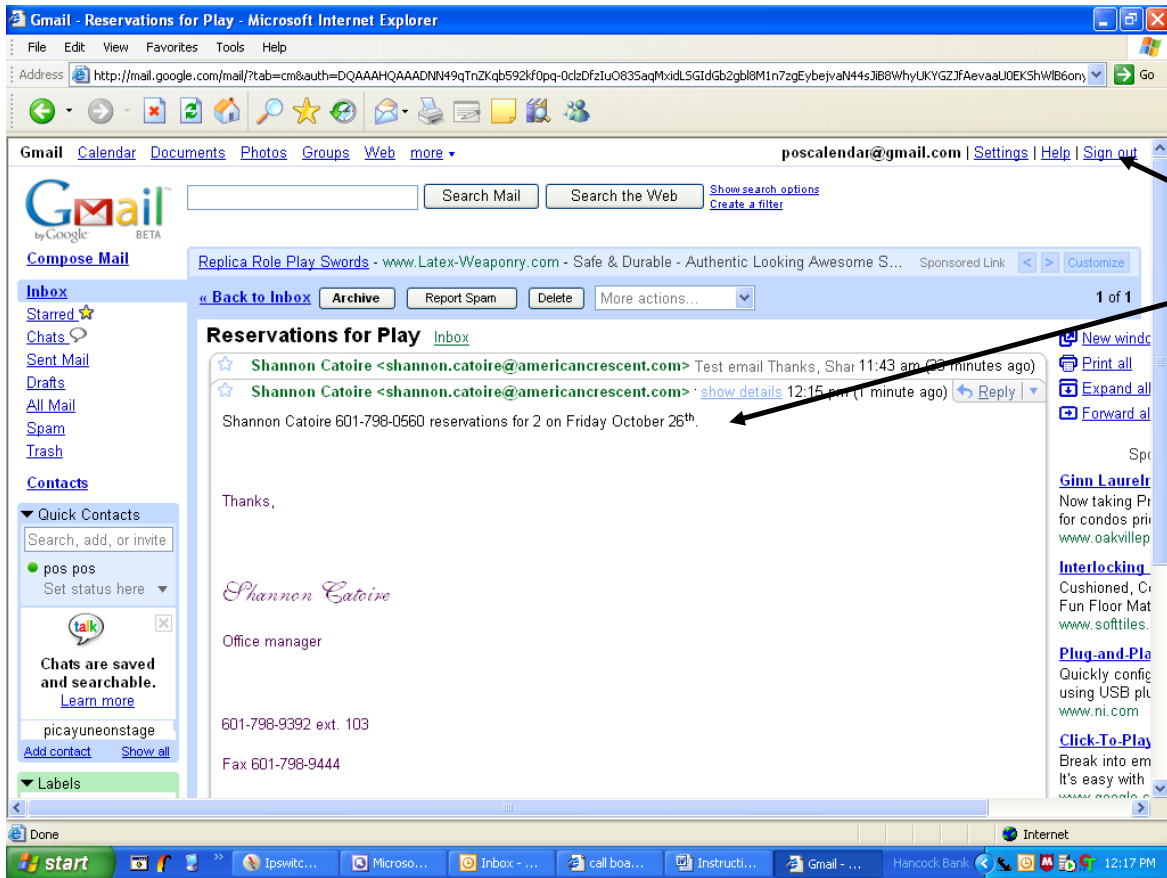 Gmail - Reservations for Play - Microsoft Internet Explorer
File Edit View Favorites Tools Help
Address http://mail.google.com/mail/?tab=cm&auth= Go
Gmail Calendar Documents Photos Groups Web more poscalendar@gmail.com | Settings | Help | Sign out
Gmail by Google BETA
Search Mail Search the Web Show search options
Create a filter
Compose Mail
Replica Role Play Swords - www.Latex-Weaponry.com - Safe & Durable - Authentic Looking Awesome S... Sponsored Link < > Customize
Inbox
« Back to Inbox Archive Report Spam Delete More actions... 1 of 1
Starred
Reservations for Play Inbox
Chats
New windo
Shannon Catoire <shannon.catoire@americancrescent.com> Test email Thanks, Shar 11:43 am (33 minutes ago)
Sent Mail
Print all
Shannon Catoire <shannon.catoire@americancrescent.com> show details 12:15 pm (1 minute ago) Reply
Drafts
Expand all
All Mail
Forward al
Shannon Catoire 601-798-0560 reservations for 2 on Friday October 26th.
Spam
Trash
Spo
Contacts
Ginn Laurelr
Thanks,
Now taking Pr
Quick Contacts
for condos pri
Search, add, or invite
www.oakvillep
pos pos
Interlocking
Set status here
Cushioned, Co
Shannon Catoire
Fun Floor Mat
www.softtiles.
talk
Office manager
Chats are saved
and searchable.
Learn more
Plug-and-Pla
Quickly config
using USB plu
www.ni.com
picayuneonstage
601-798-9392 ext. 103
Add contact Show all
Click-To-Play
Fax 601-798-9444
Break into em
Labels
It's easy with
Done Internet
start Ipswitc... Microso... Inbox - ... call boa... Instructi... Gmail - ... Hancock Bank 12:17 PM